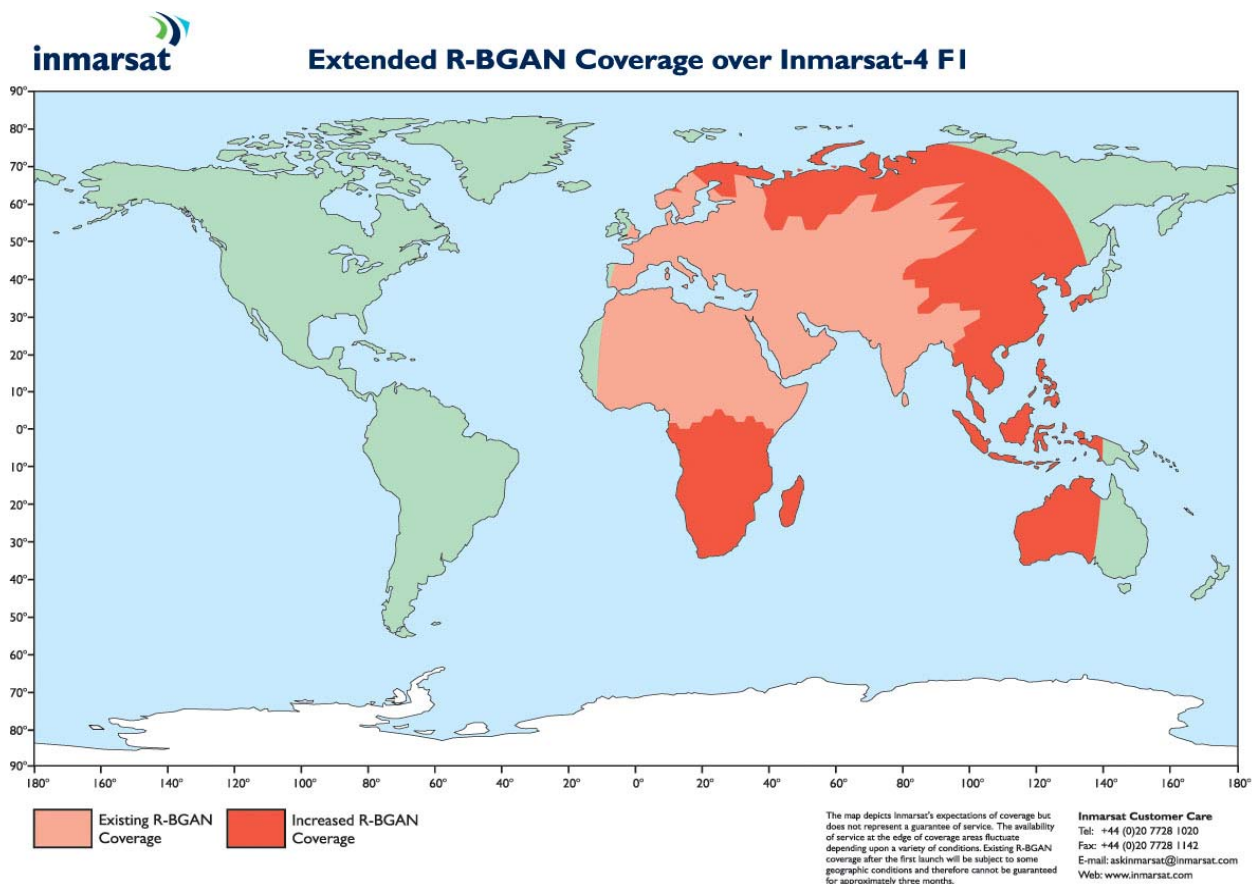 inmarsat
Extended R-BGAN Coverage over Inmarsat-4 F1
90°
80°
70°
60°
50°
40°
30°
20°
10°
0°
10°
20°
30°
40°
50°
60°
70°
80°
90°
180° 160° 140° 120° 100° 80° 60° 40° 20° 0° 20° 40° 60° 80° 100° 120° 140° 160° 180°
Existing R-BGAN
Coverage
Increased R-BGAN
Coverage
The map depicts Inmarsat's expectations of coverage but
does not represent a guarantee of service. The availability
of service at the edge of coverage areas fluctuate
depending upon a variety of conditions. Existing R-BGAN
coverage after the first launch will be subject to some
geographic conditions and therefore cannot be guaranteed
for approximately three months.
Inmarsat Customer Care
Tel: +44 (0)20 7728 1020
Fax: +44 (0)20 7728 1142
E-mail: askinmarsat@inmarsat.com
Web: www.inmarsat.com